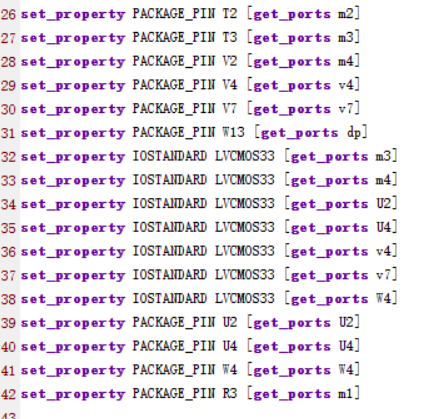 26 set_property PACKAGE_PIN T2 [get_ports m2]
27 set_property PACKAGE_PIN T3 [get_ports m3]
28 set_property PACKAGE_PIN V2 [get_ports m4]
29 set_property PACKAGE_PIN V4 [get_ports v4]
30 set_property PACKAGE_PIN V7 [get_ports v7]
31 set_property PACKAGE_PIN W13 [get_ports dp]
32 set_property IOSTANDARD LVCMOS33 [get_ports m3]
33 set_property IOSTANDARD LVCMOS33 [get_ports m4]
34 set_property IOSTANDARD LVCMOS33 [get_ports U2]
35 set_property IOSTANDARD LVCMOS33 [get_ports U4]
36 set_property IOSTANDARD LVCMOS33 [get_ports v4]
37 set_property IOSTANDARD LVCMOS33 [get_ports v7]
38 set_property IOSTANDARD LVCMOS33 [get_ports W4]
39 set_property PACKAGE_PIN U2 [get_ports U2]
40 set_property PACKAGE_PIN U4 [get_ports U4]
41 set_property PACKAGE_PIN W4 [get_ports W4]
42 set_property PACKAGE_PIN R3 [get_ports m1]
43